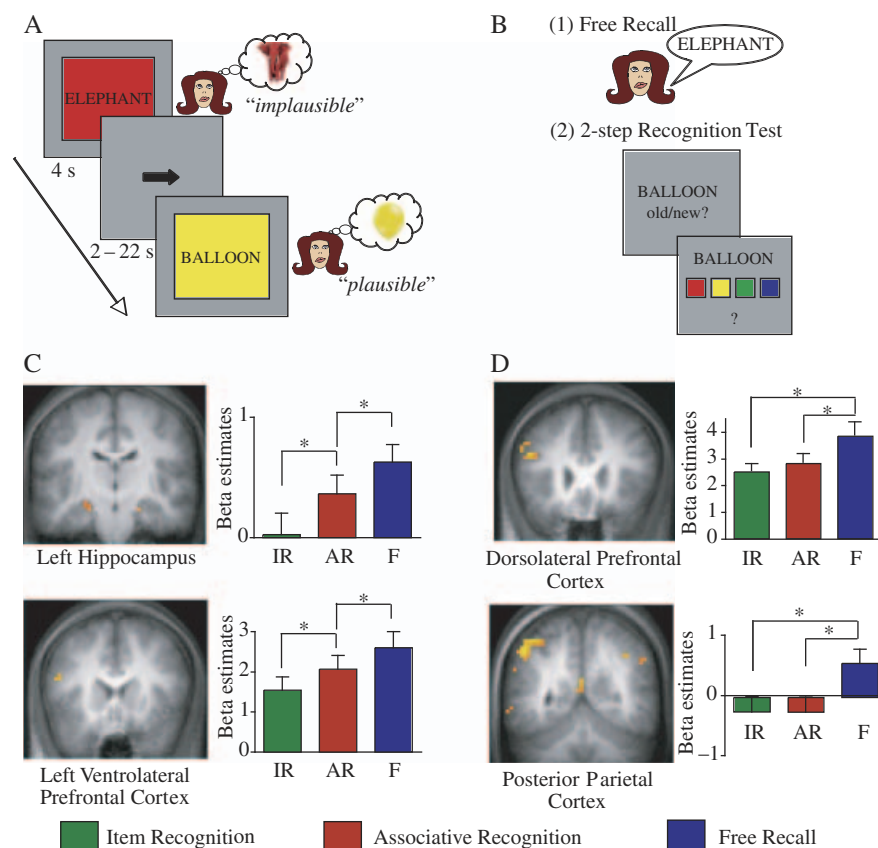 A
ELEPHANT
"implausible"
4 s
2–22 s
BALLOON
"plausible"
B
(1) Free Recall
ELEPHANT
(2) 2-step Recognition Test
BALLOON
old/new?
BALLOON
?
C
Left Hippocampus
Beta estimates
1
0
*
*
IR AR F
Left Ventrolateral
Prefrontal Cortex
Beta estimates
3
2
1
0
*
*
IR AR F
D
Dorsolateral Prefrontal
Cortex
Beta estimates
4
3
2
1
0
*
*
IR AR F
Posterior Parietal
Cortex
Beta estimates
1
0
–1
*
*
IR AR F
Item Recognition
Associative Recognition
Free Recall